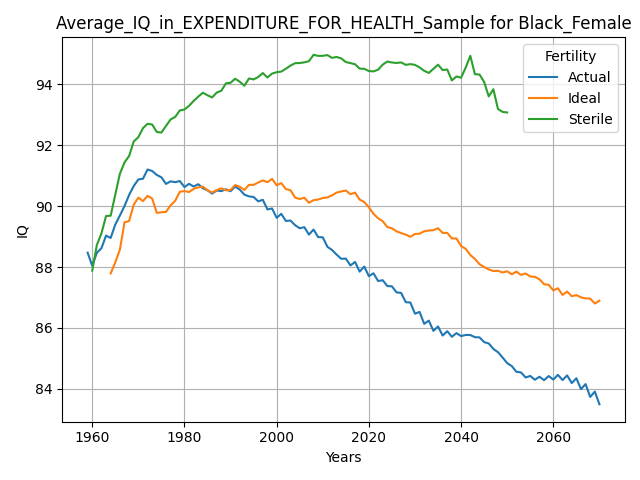 Average_IQ_in_EXPENDITURE_FOR_HEALTH_Sample for Black_Female
Fertility
Actual
Ideal
Sterile
IQ
94
92
90
88
86
84
1960
1980
2000
2020
2040
2060
Years